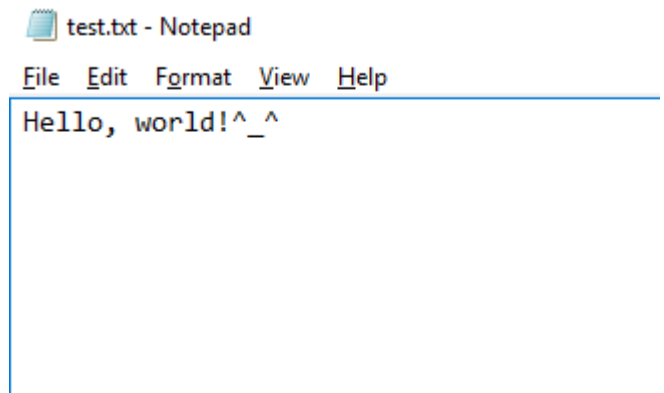 test.txt - Notepad
File Edit Format View Help
Hello, world!^_^